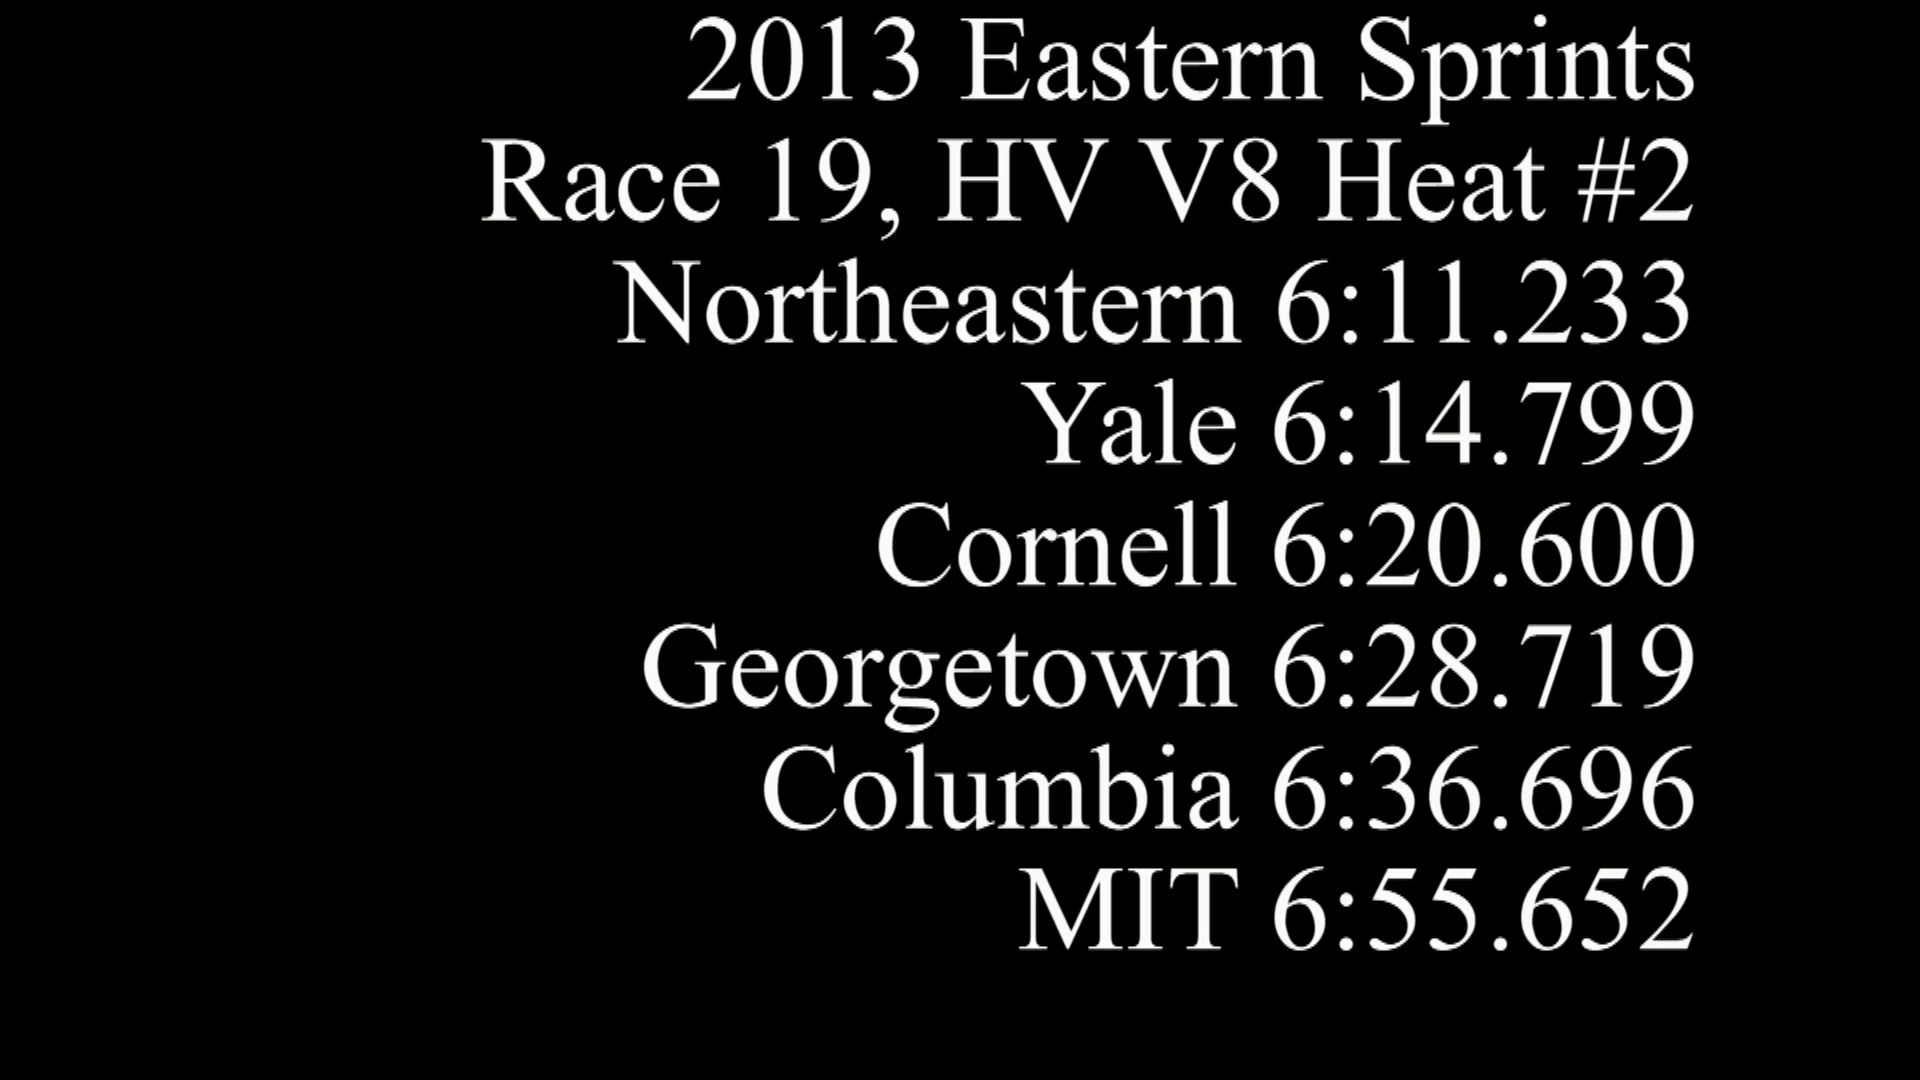 2013 Eastern Sprints
Race 19, HV V8 Heat #2
Northeastern 6:11.233
Yale 6:14.799
Cornell 6:20.600
Georgetown 6:28.719
Columbia 6:36.696
MIT 6:55.652